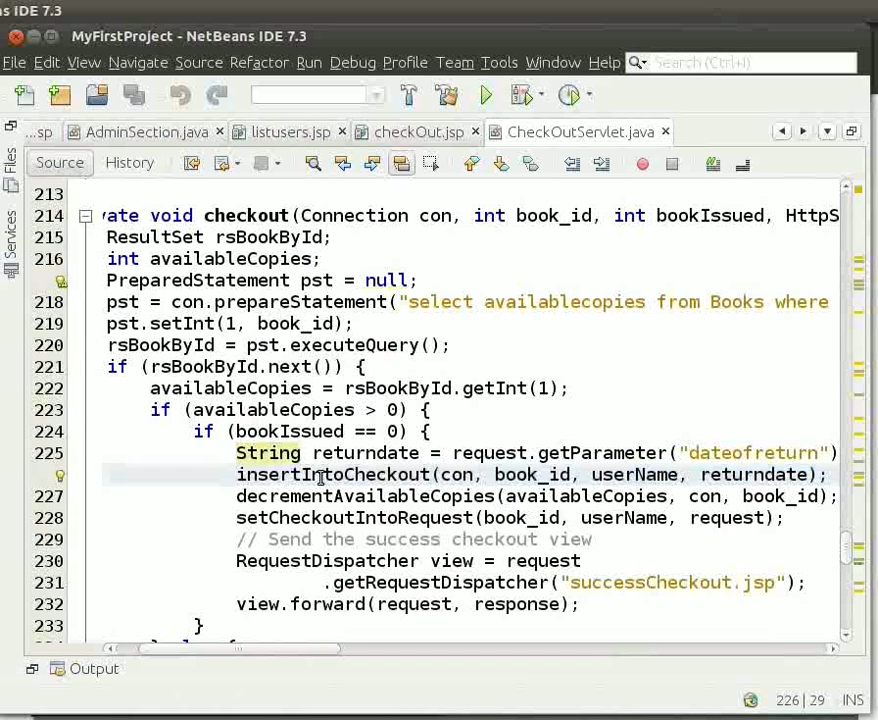 s IDE 7.3
MyFirstProject - NetBeans IDE 7.3
File Edit View Navigate Source Refactor Run Debug Profile Team Tools Window Help Search (Ctrl+I)
...sp AdminSection.java listusers.jsp checkOut.jsp CheckOutServlet.java
Source History
Files
Services
213
214 vate void checkout(Connection con, int book_id, int bookIssued, HttpS
215 ResultSet rsBookById;
216 int availableCopies;
PreparedStatement pst = null;
218 pst = con.prepareStatement("select availablecopies from Books where
219 pst.setInt(1, book_id);
220 rsBookById = pst.executeQuery();
221 if (rsBookById.next()) {
222 availableCopies = rsBookById.getInt(1);
223 if (availableCopies > 0) {
224 if (bookIssued == 0) {
225 String returndate = request.getParameter("dateofreturn")
insertIntoCheckout(con, book_id, userName, returndate);
227 decrementAvailableCopies(availableCopies, con, book_id);
228 setCheckoutIntoRequest(book_id, userName, request);
229 // Send the success checkout view
230 RequestDispatcher view = request
231 .getRequestDispatcher("successCheckout.jsp");
232 view.forward(request, response);
233 }
Output
226|29 INS